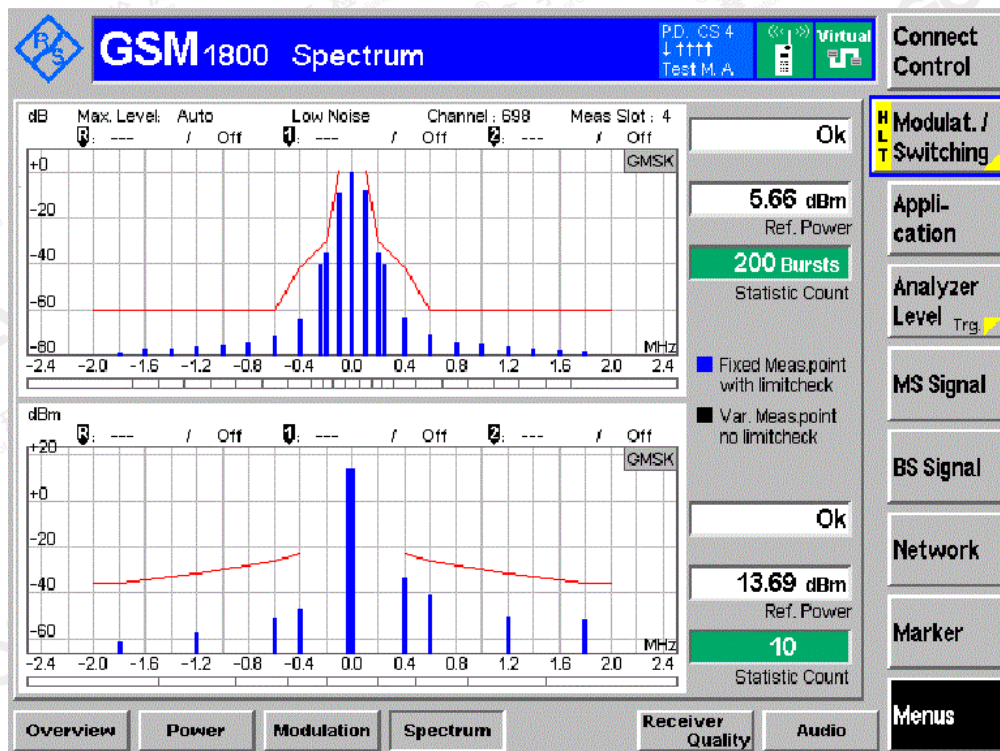 R/S
GSM 1800 Spectrum
P.D. CS 4
Test M. A
Virtual
Connect
Control
dB Max. Level: Auto Low Noise Channel : 698 Meas Slot : 4
R: --- / Off 1: --- / Off 2: --- / Off
GMSK
+0
-20
-40
-60
-80
MHz
-2.4 -2.0 -1.6 -1.2 -0.8 -0.4 0.0 0.4 0.8 1.2 1.6 2.0 2.4
Ok
5.66 dBm
Ref. Power
200 Bursts
Statistic Count
Fixed Meas.point
with limitcheck
Var. Meas.point
no limitcheck
dBm
R: --- / Off 1: --- / Off 2: --- / Off
GMSK
+20
+0
-20
-40
-60
MHz
-2.4 -2.0 -1.6 -1.2 -0.8 -0.4 0.0 0.4 0.8 1.2 1.6 2.0 2.4
Ok
13.69 dBm
Ref. Power
10
Statistic Count
HLT
Modulat. /
Switching
Appli-
cation
Analyzer
Level Trg.
MS Signal
BS Signal
Network
Marker
Menus
Overview
Power
Modulation
Spectrum
Receiver
Quality
Audio